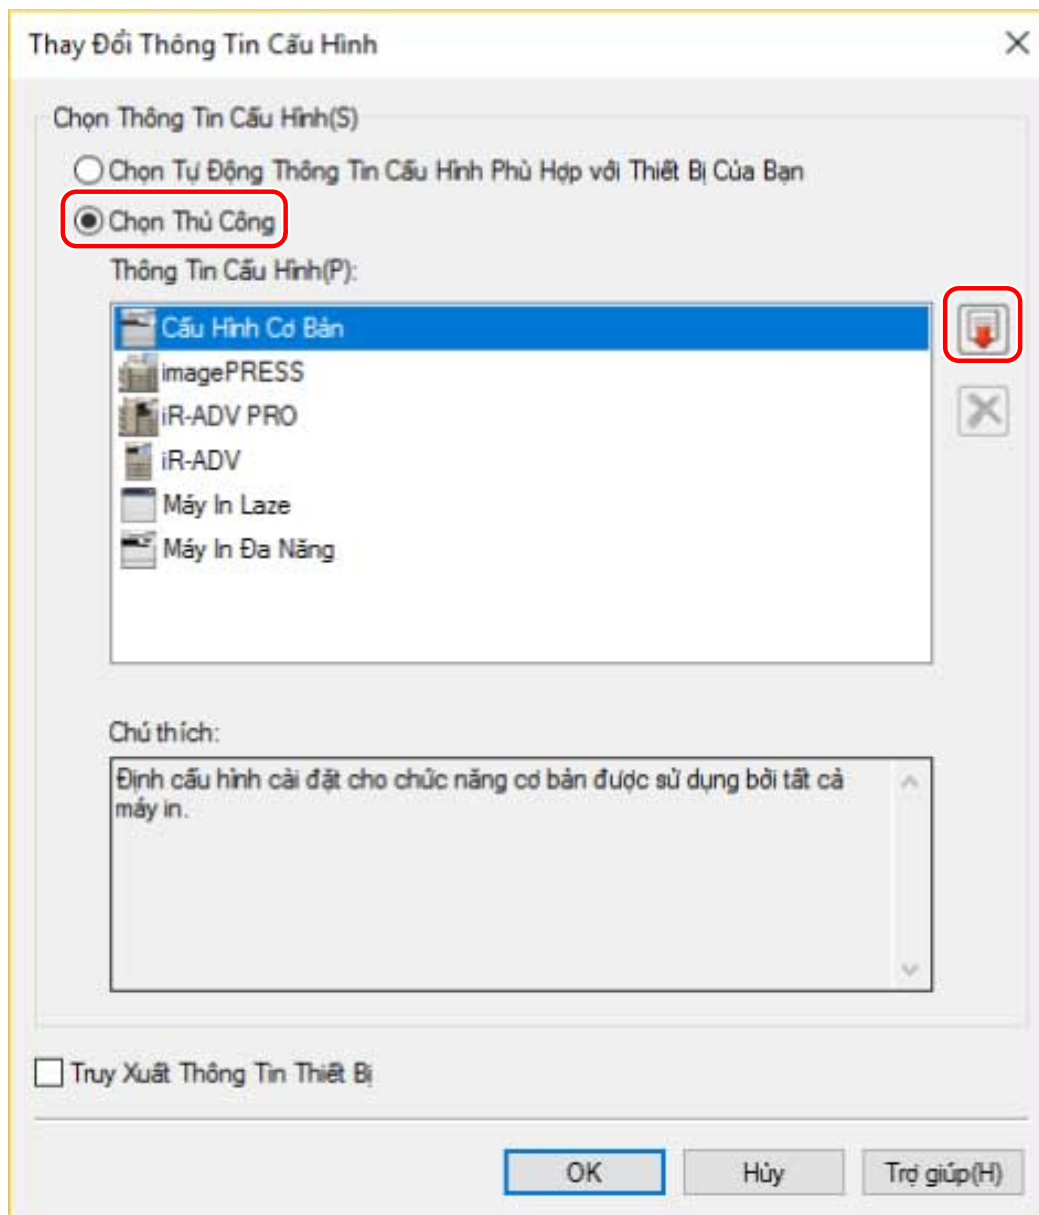 Thay Đổi Thông Tin Cấu Hình
Chọn Thông Tin Cấu Hình(S)
Chọn Tự Động Thông Tin Cấu Hình Phù Hợp với Thiết Bị Của Bạn
Chọn Thủ Công
Thông Tin Cấu Hình(P):
Cấu Hình Cơ Bản
imagePRESS
iR-ADV PRO
iR-ADV
Máy In Laze
Máy In Đa Năng
Chú thích:
Định cấu hình cài đặt cho chức năng cơ bản được sử dụng bởi tất cả
máy in.
Truy Xuất Thông Tin Thiết Bị
OK
Hủy
Trợ giúp(H)